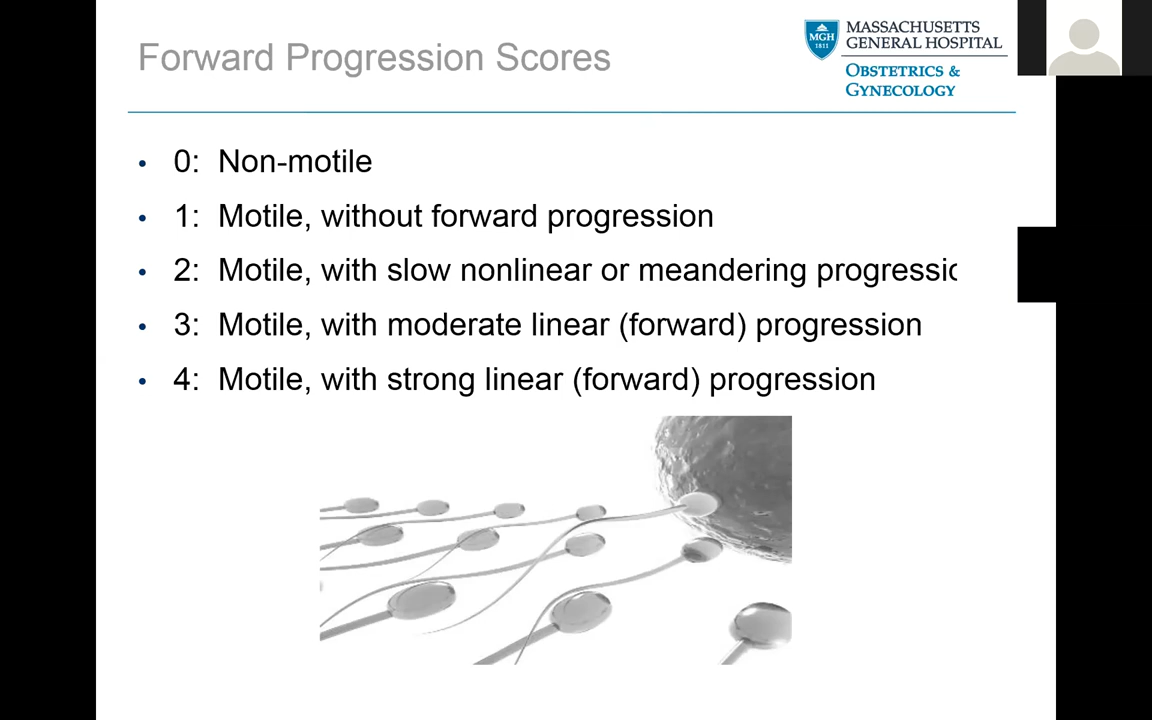 Forward Progression Scores
MGH
1811
MASSACHUSETTS
GENERAL HOSPITAL
OBSTETRICS &
GYNECOLOGY
• 0: Non-motile
• 1: Motile, without forward progression
• 2: Motile, with slow nonlinear or meandering progressic
• 3: Motile, with moderate linear (forward) progression
• 4: Motile, with strong linear (forward) progression